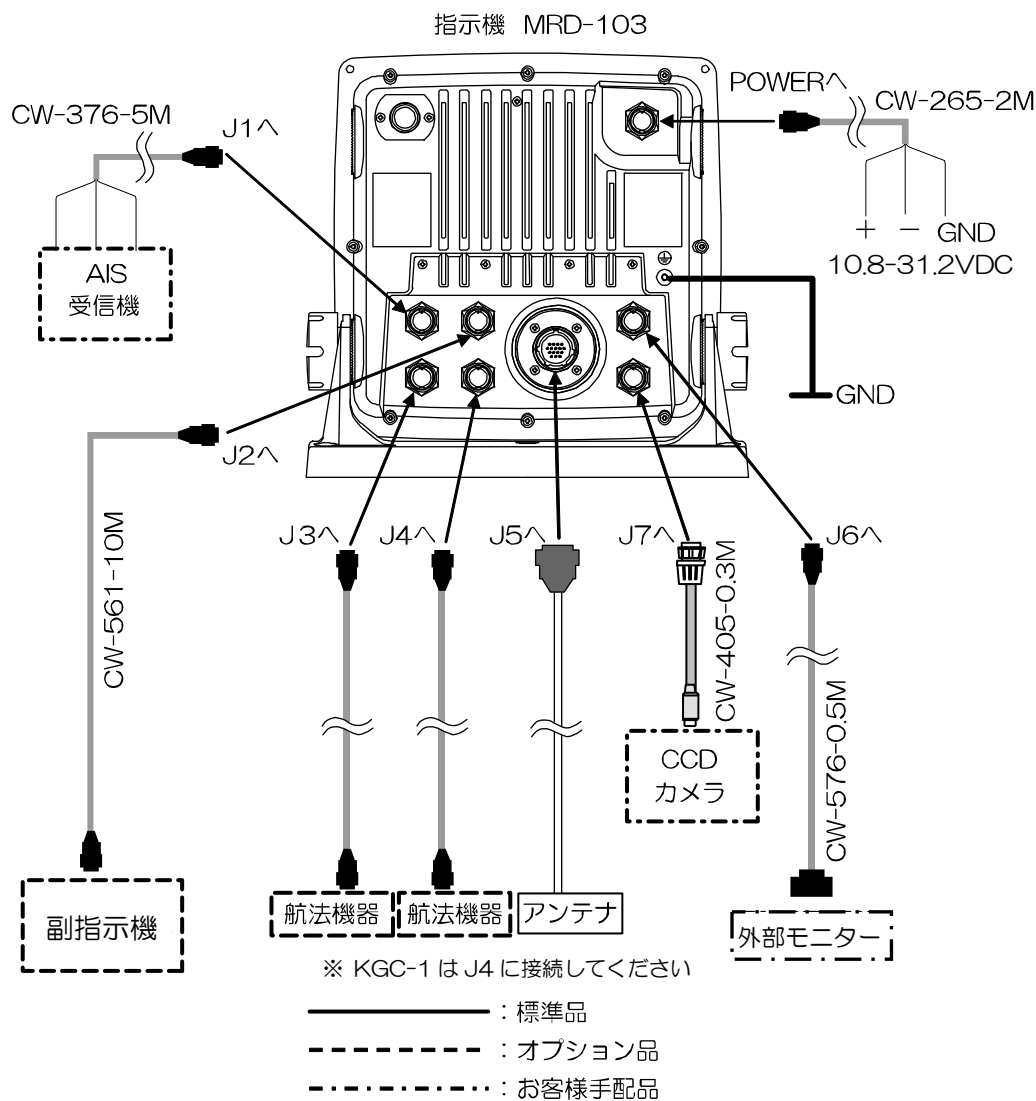 指示機 MRD-103
POWERへ
CW-265-2M
CW-376-5M
J1へ
+ − GND
10.8-31.2VDC
AIS
受信機
GND
J2へ
J3へ
J4へ
J5へ
J7へ
J6へ
CW-561-10M
CW-405-0.3M
CW-576-0.5M
CCD
カメラ
副指示機
航法機器
航法機器
アンテナ
外部モニター
※ KGC-1 は J4 に接続してください
：標準品
：オプション品
：お客様手配品